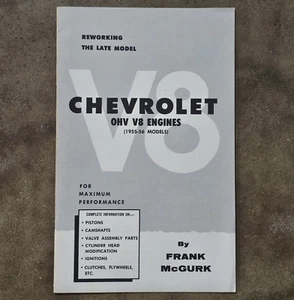 REWORKING
THE LATE MODEL
V8
CHEVROLET
OHV V8 ENGINES
(1955-56 MODELS)
FOR
MAXIMUM
PERFORMANCE
COMPLETE INFORMATION ON...
• PISTONS
• CAMSHAFTS
• VALVE ASSEMBLY PARTS
• CYLINDER HEAD
MODIFICATION
• IGNITIONS
• CLUTCHES, FLYWHEELS,
ETC.
By
FRANK
McGURK